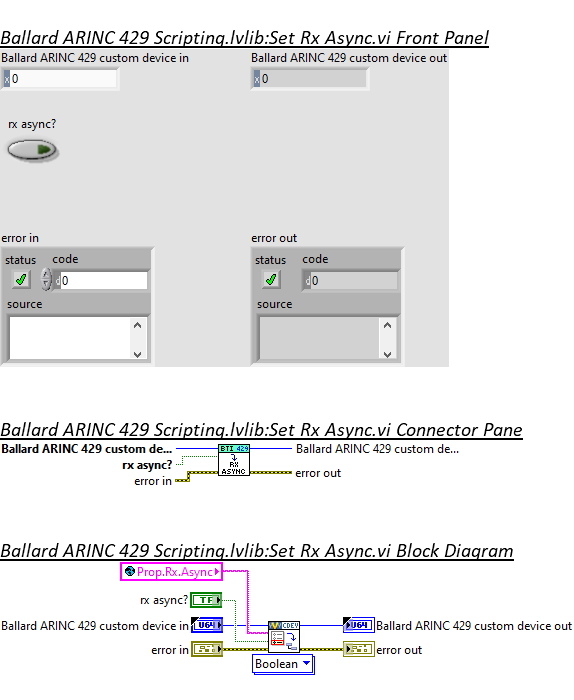 Ballard ARINC 429 Scripting.lvlib:Set Rx Async.vi Front Panel
Ballard ARINC 429 custom device in
Ballard ARINC 429 custom device out
x 0
x 0
rx async?
error in
error out
status code
status code
d 0
d 0
source
source
Ballard ARINC 429 Scripting.lvlib:Set Rx Async.vi Connector Pane
Ballard ARINC 429 custom de...
BTI 429
Ballard ARINC 429 custom de...
rx async?
RX
ASYNC
error in
error out
Ballard ARINC 429 Scripting.lvlib:Set Rx Async.vi Block Diagram
Prop.Rx.Async
rx async? TF
Ballard ARINC 429 custom device in U64
CDEV
U64 Ballard ARINC 429 custom device out
error in
error out
Boolean